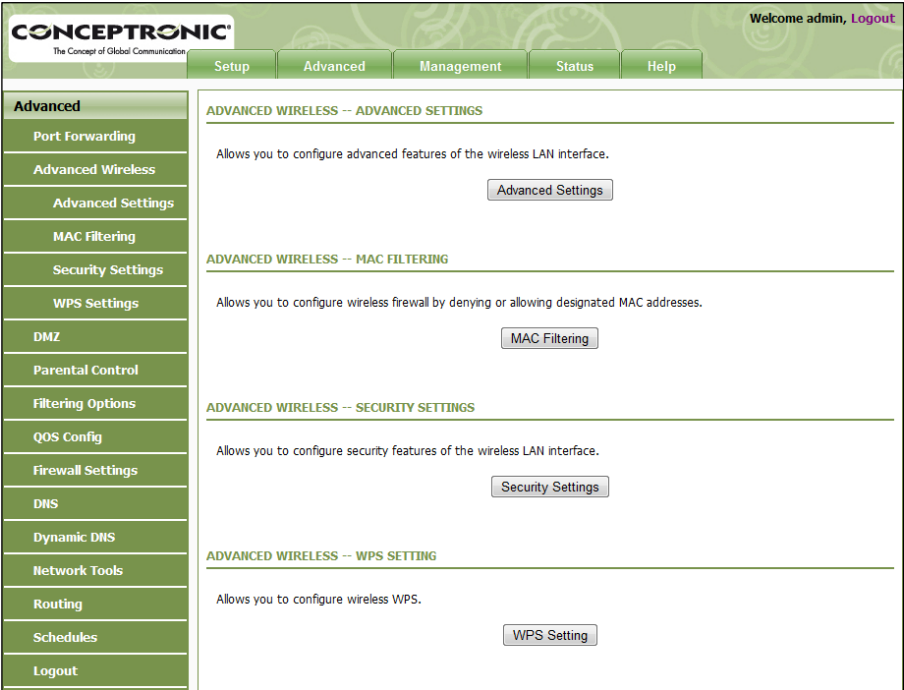 Welcome admin, Logout
CONCEPTRONIC®
The Concept of Global Communication
Setup
Advanced
Management
Status
Help
Advanced
Port Forwarding
Advanced Wireless
Advanced Settings
MAC Filtering
Security Settings
WPS Settings
DMZ
Parental Control
Filtering Options
QOS Config
Firewall Settings
DNS
Dynamic DNS
Network Tools
Routing
Schedules
Logout
ADVANCED WIRELESS -- ADVANCED SETTINGS
Allows you to configure advanced features of the wireless LAN interface.
Advanced Settings
ADVANCED WIRELESS -- MAC FILTERING
Allows you to configure wireless firewall by denying or allowing designated MAC addresses.
MAC Filtering
ADVANCED WIRELESS -- SECURITY SETTINGS
Allows you to configure security features of the wireless LAN interface.
Security Settings
ADVANCED WIRELESS -- WPS SETTING
Allows you to configure wireless WPS.
WPS Setting